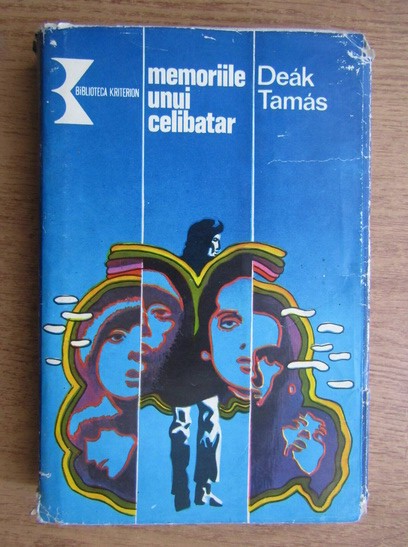 BIBLIOTECA KRITERION
memoriile
unui
celibatar
Deák
Tamás